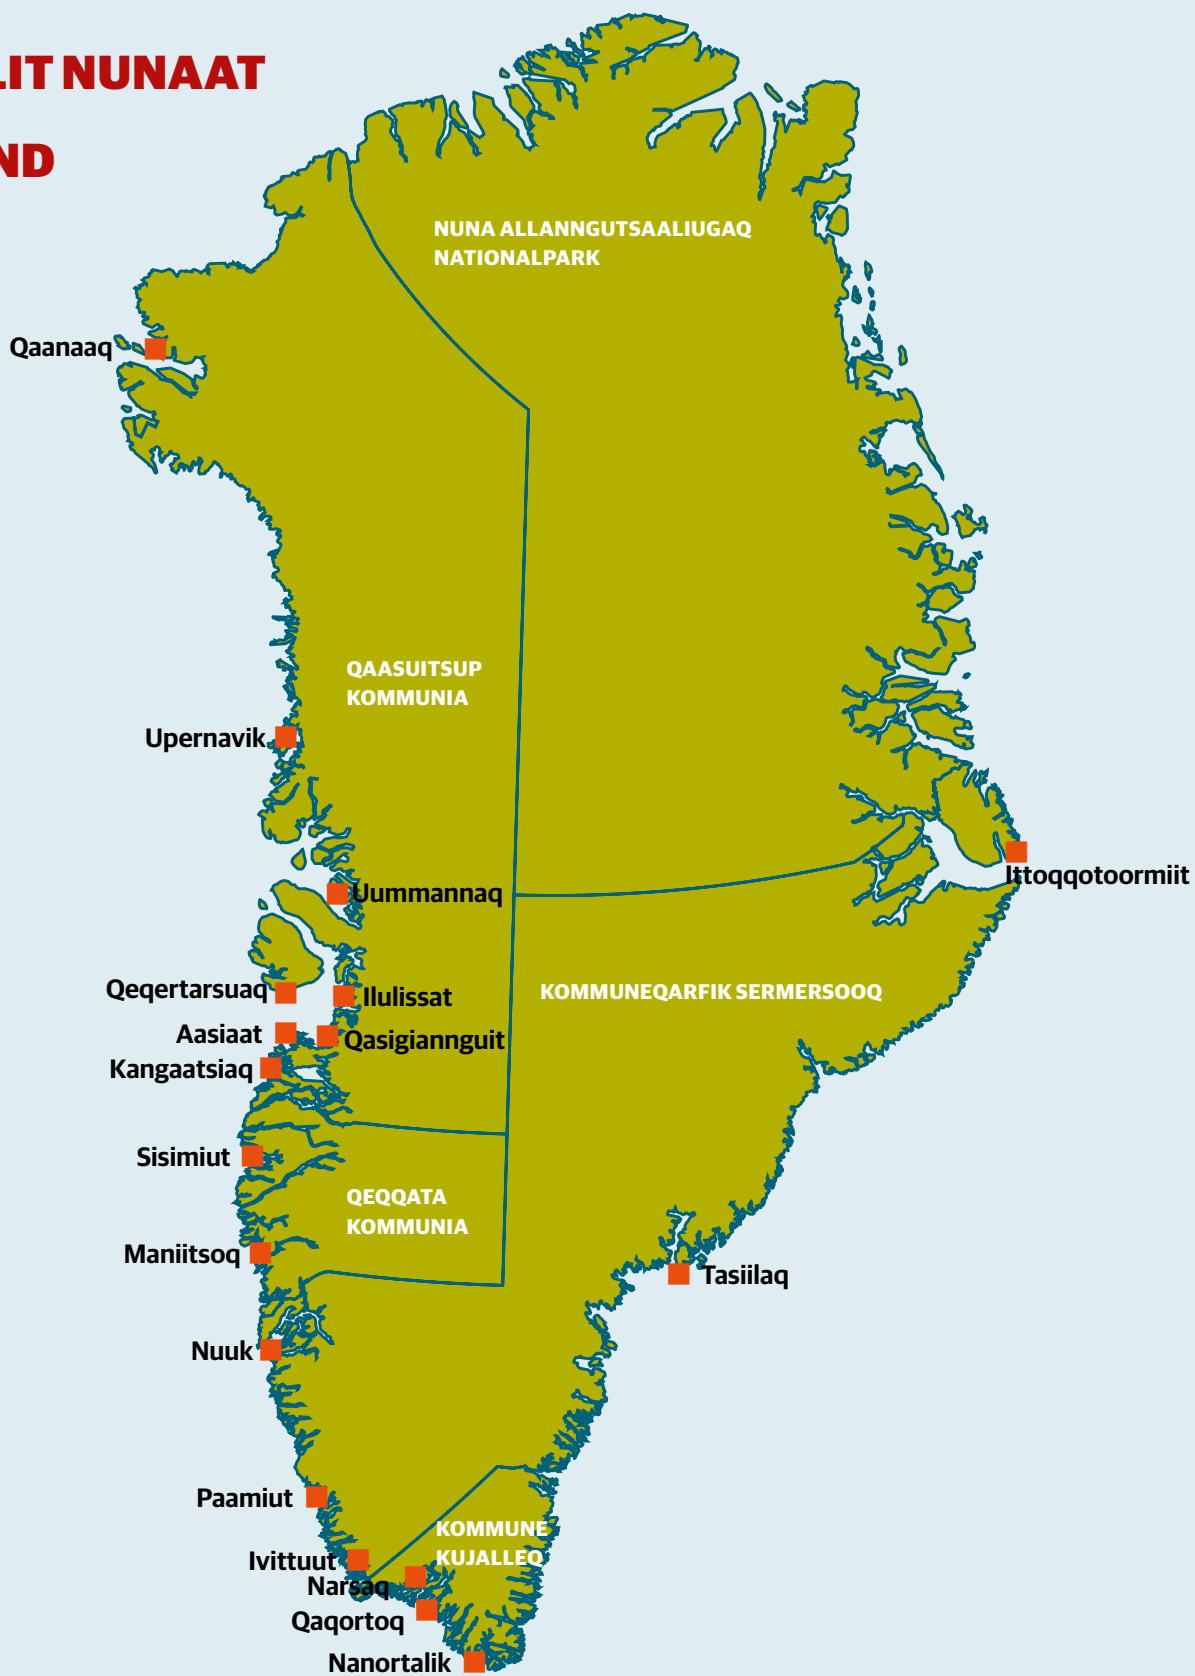 LIT NUNAAT
ND
NUNA ALLANNGUTSAALIUGAQ
NATIONALPARK
Qaanaaq
QAASUITSUP
KOMMUNIA
Upernavik
Ittoqqotoormiit
Uummannaq
Qeqertarsuaq
Ilulissat
KOMMUNEQARFIK SERMERSOOQ
Aasiaat
Qasigiannguit
Kangaatsiaq
Sisimiut
QEQQATA
KOMMUNIA
Maniitsoq
Tasiilaq
Nuuk
Paamiut
KOMMUNE
KUJALLEQ
Ivittuut
Narsaq
Qaqortoq
Nanortalik